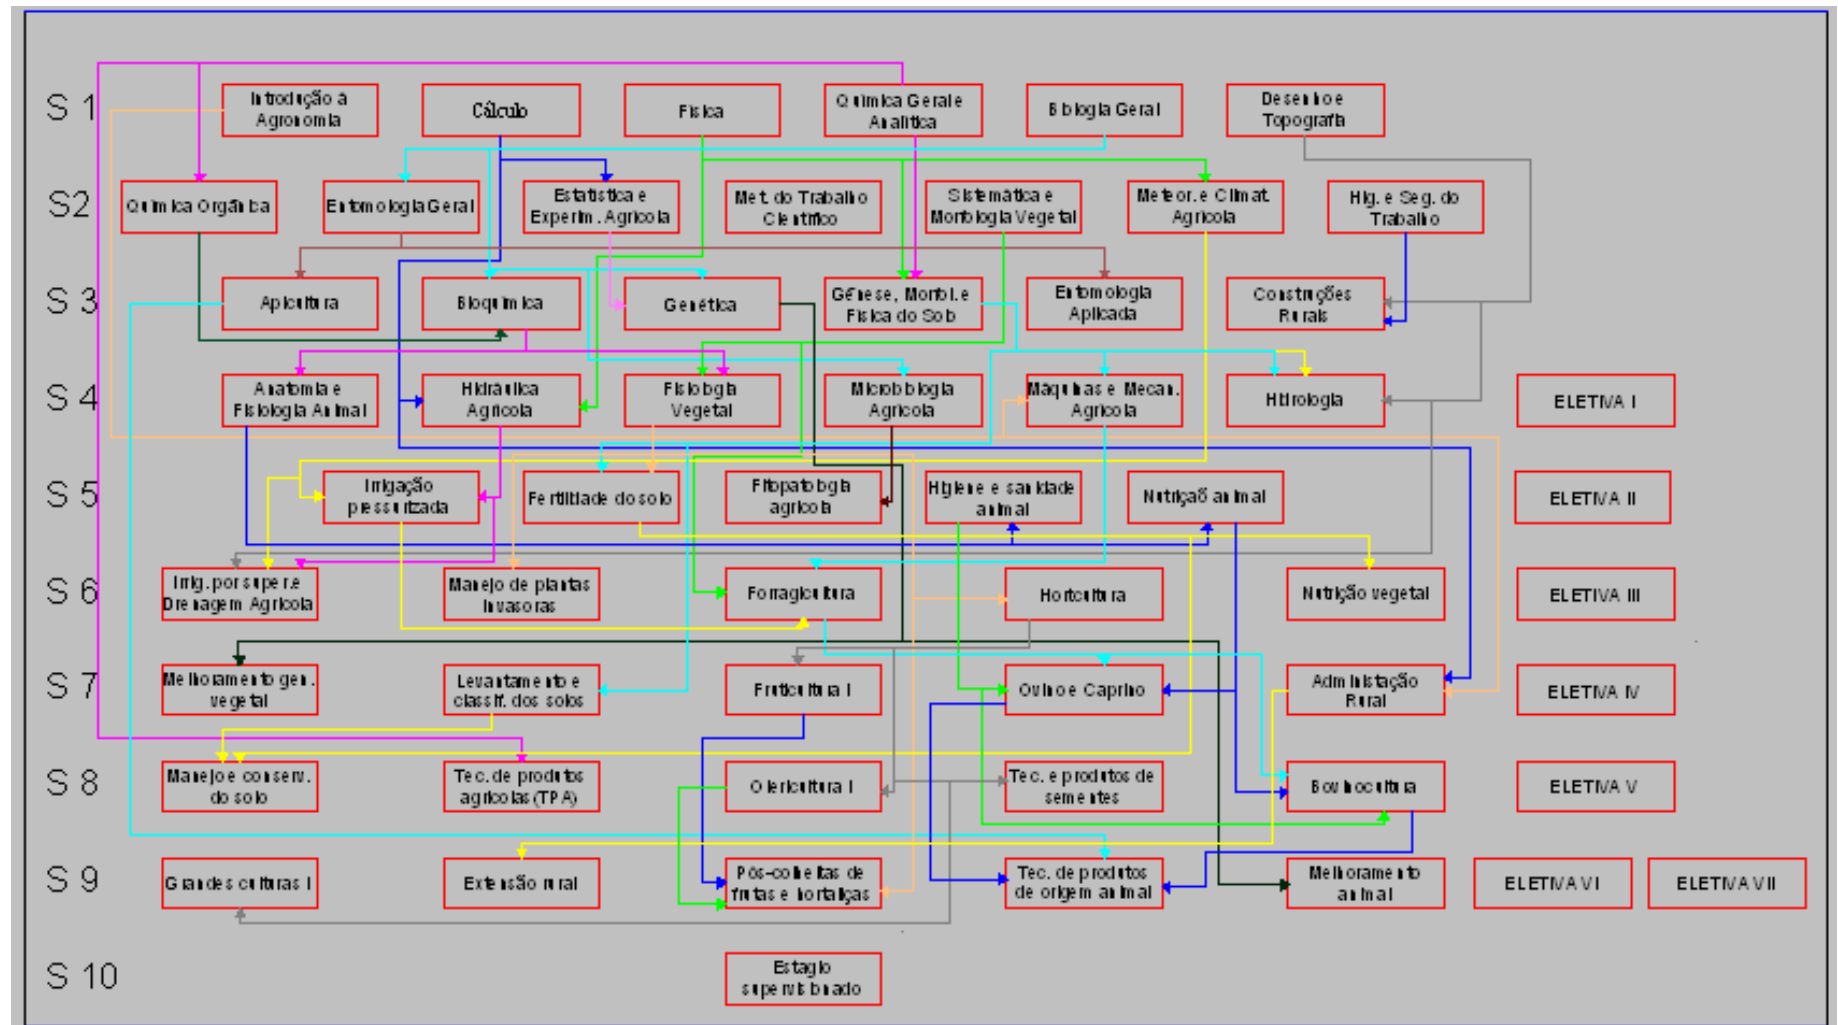 S 1
Introdução à
Agronomia
Cálculo
Física
Química Geral e
Analítica
Biologia Geral
Desenho e
Topografia
S2
Química Orgânica
Entomologia Geral
Estatística e
Experim. Agrícola
Met. do Trabalho
Científico
Sistemática e
Morfologia Vegetal
Meteor. e Climat.
Agrícola
Hig. e Seg. do
Trabalho
S 3
Apicultura
Bioquímica
Genética
Gênese, Morfol. e
Física do Solo
Entomologia
Aplicada
Construções
Rurais
S 4
Anatomia e
Fisiologia Animal
Hidráulica
Agrícola
Fisiologia
Vegetal
Microbiologia
Agrícola
Máquinas e Mecan.
Agrícola
Hidrologia
ELETIVA I
S 5
Irrigação
pressurizada
Fertilidade do solo
Fitopatologia
agrícola
Higiene e sanidade
animal
Nutrição animal
ELETIVA II
S 6
Irrig. por super. e
Drenagem Agrícola
Manejo de plantas
Invasoras
Forragicultura
Horticultura
Nutrição vegetal
ELETIVA III
S 7
Melhoramento gen.
vegetal
Levantamento e
classif. dos solos
Fruticultura I
Ovino e Caprino
Administação
Rural
ELETIVA IV
S 8
Manejo e conserv.
do solo
Tec. de produtos
agrícolas (TPA)
Olericultura I
Tec. e produtos de
sementes
Bovinocultura
ELETIVA V
S 9
Grandes culturas I
Extensão rural
Pós-colheitas de
frutas e hortaliças
Tec. de produtos
de origem animal
Melhoramento
animal
ELETIVA VI
ELETIVA VII
S 10
Estagio
supervisionado